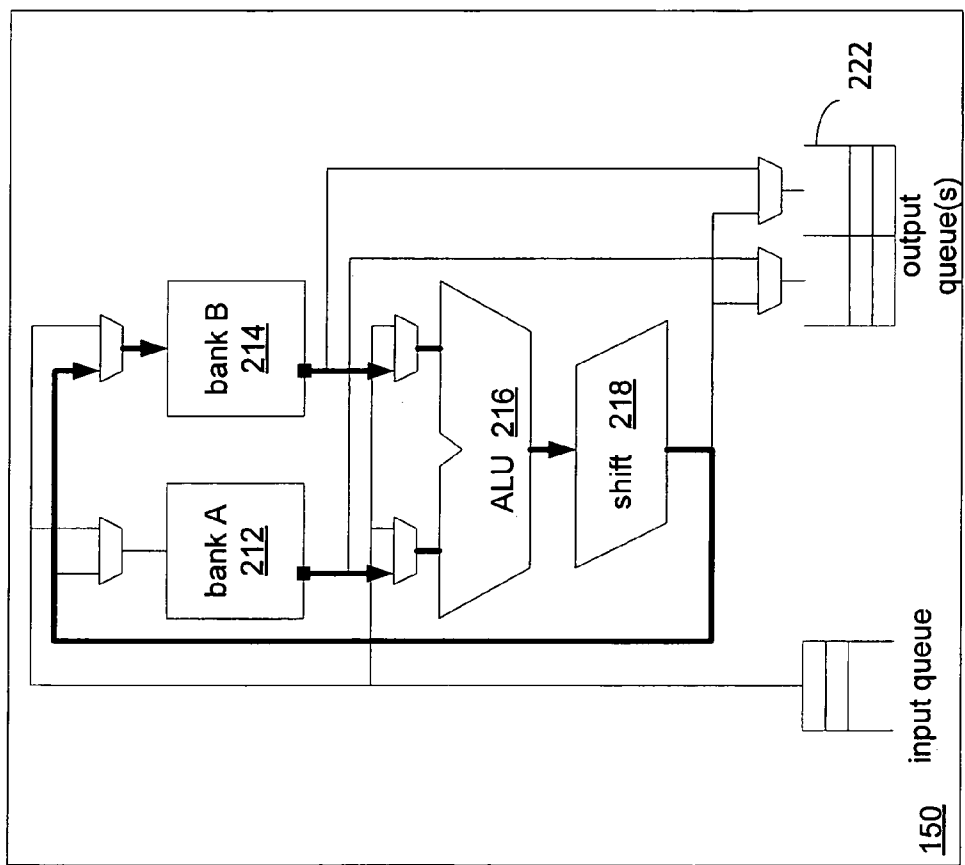 bank A
212
bank B
214
ALU 216
shift 218
222
input queue
output
queue(s)
150